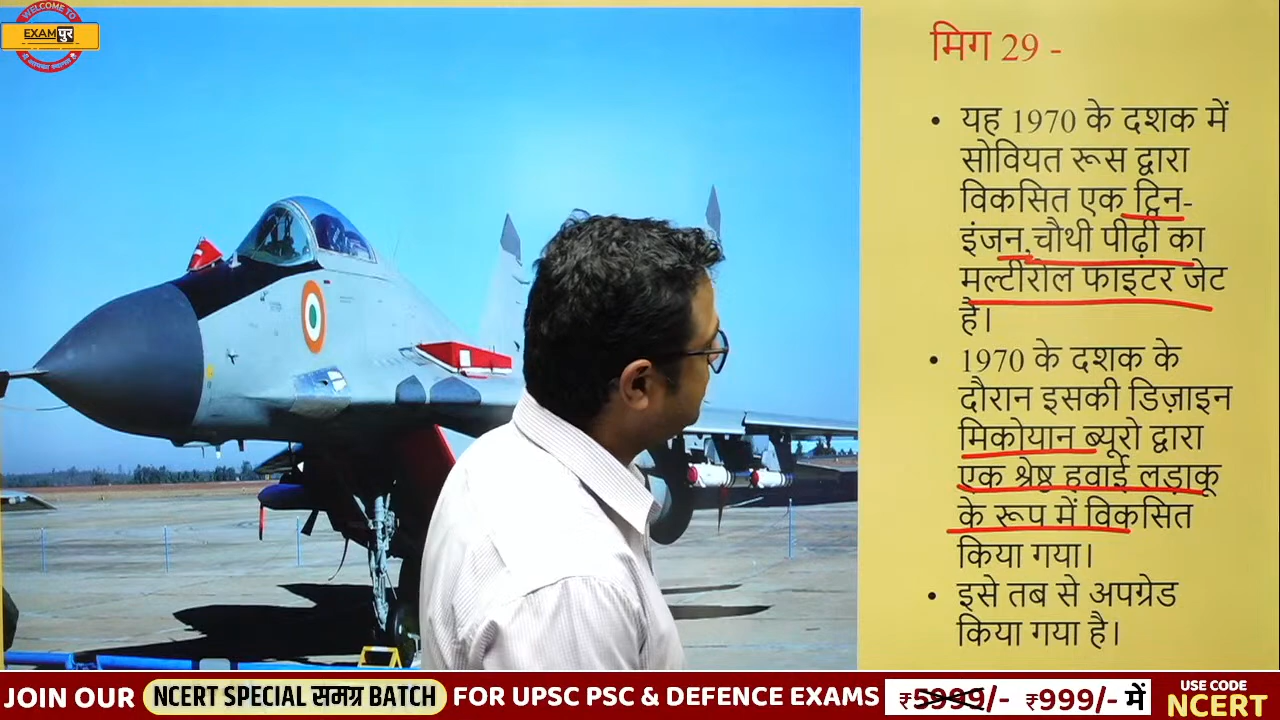 WELCOME TO
EXAMपुर
मिग 29 -
• यह 1970 के दशक में
सोवियत रूस द्वारा
विकसित एक ट्विन-
इंजन,चौथी पीढ़ी का
मल्टीरोल फाइटर जेट
है।
• 1970 के दशक के
दौरान इसकी डिज़ाइन
मिकोयान ब्यूरो द्वारा
एक श्रेष्ठ हवाई लड़ाकू
के रूप में विकसित
किया गया।
• इसे तब से अपग्रेड
किया गया है।
JOIN OUR NCERT SPECIAL समग्र BATCH FOR UPSC PSC & DEFENCE EXAMS ₹5999/- ₹999/- में USE CODE
NCERT